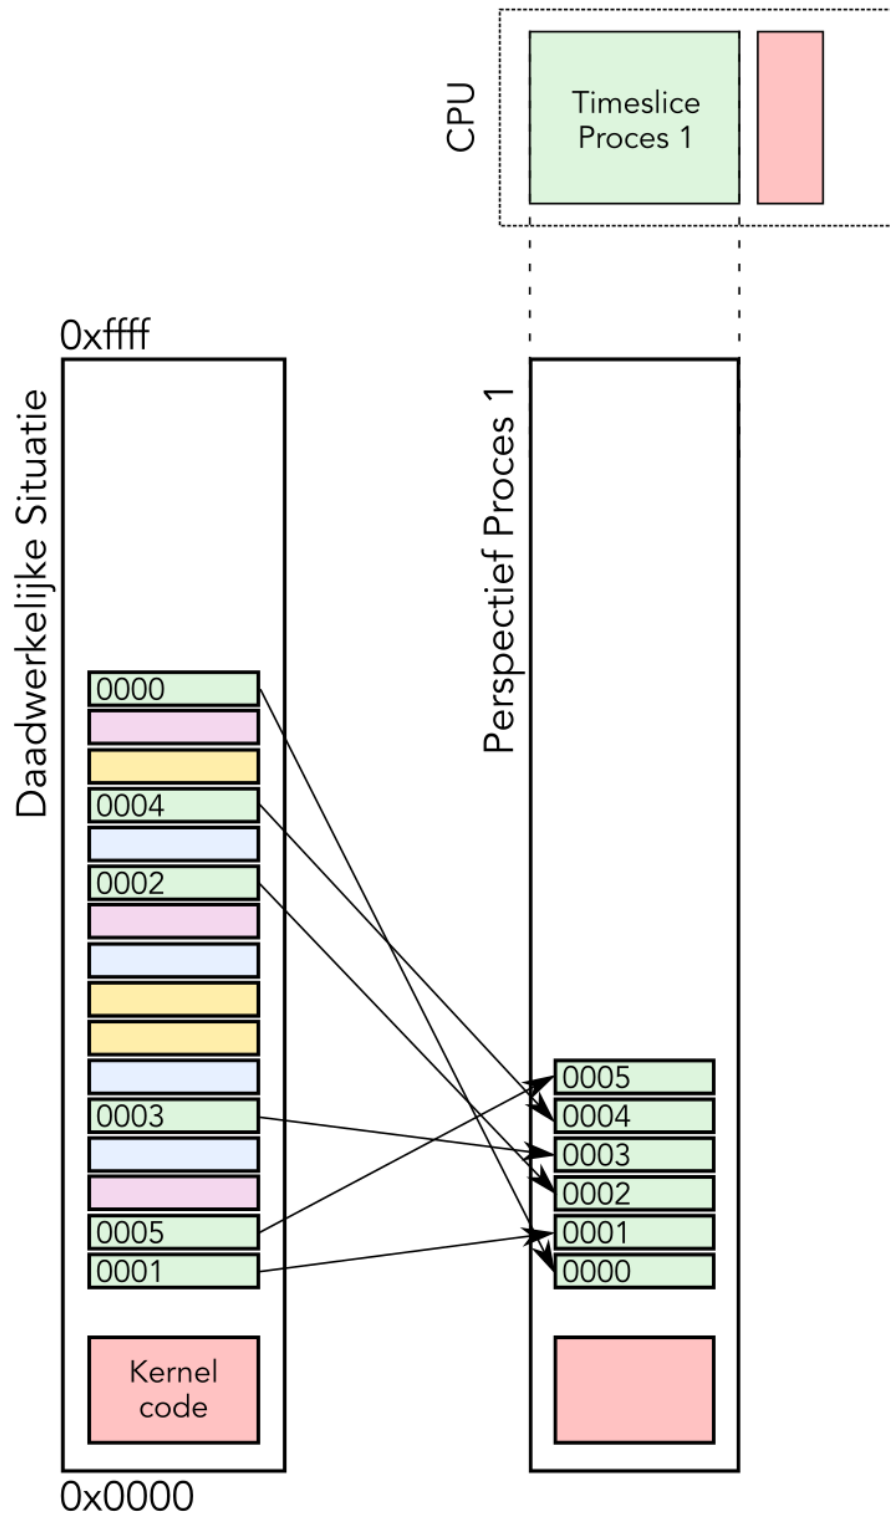 CPU
Timeslice
Proces 1
0xffff
Daadwerkelijke Situatie
Perspectief Proces 1
0000
0004
0002
0003
0005
0001
Kernel
code
0x0000
0005
0004
0003
0002
0001
0000